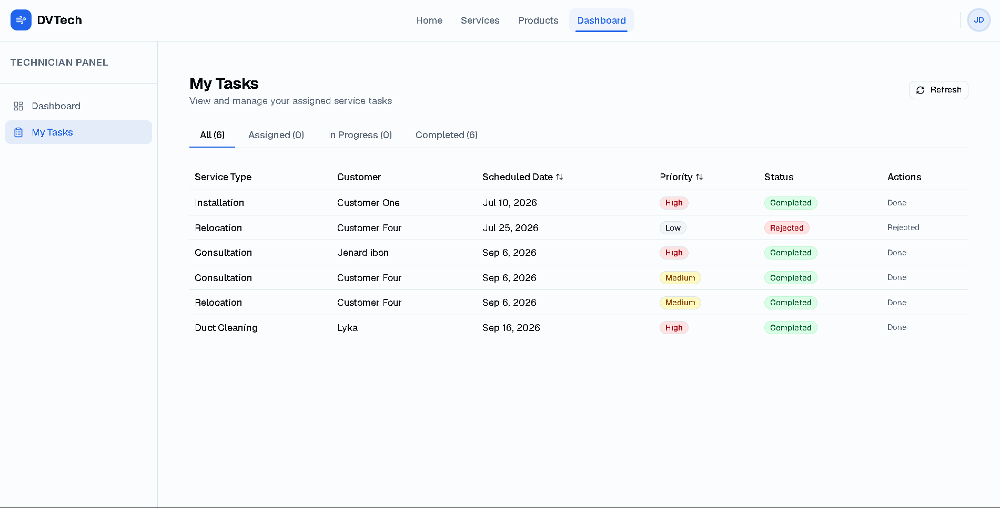 DVTech
Home Services Products Dashboard
JD
TECHNICIAN PANEL
Dashboard
My Tasks
My Tasks
View and manage your assigned service tasks
Refresh
All (6) Assigned (0) In Progress (0) Completed (6)
Service Type Customer Scheduled Date Priority Status Actions
Installation Customer One Jul 10, 2026 High Completed Done
Relocation Customer Four Jul 25, 2026 Low Rejected Rejected
Consultation Jenard ibon Sep 6, 2026 High Completed Done
Consultation Customer Four Sep 6, 2026 Medium Completed Done
Relocation Customer Four Sep 6, 2026 Medium Completed Done
Duct Cleaning Lyka Sep 16, 2026 High Completed Done